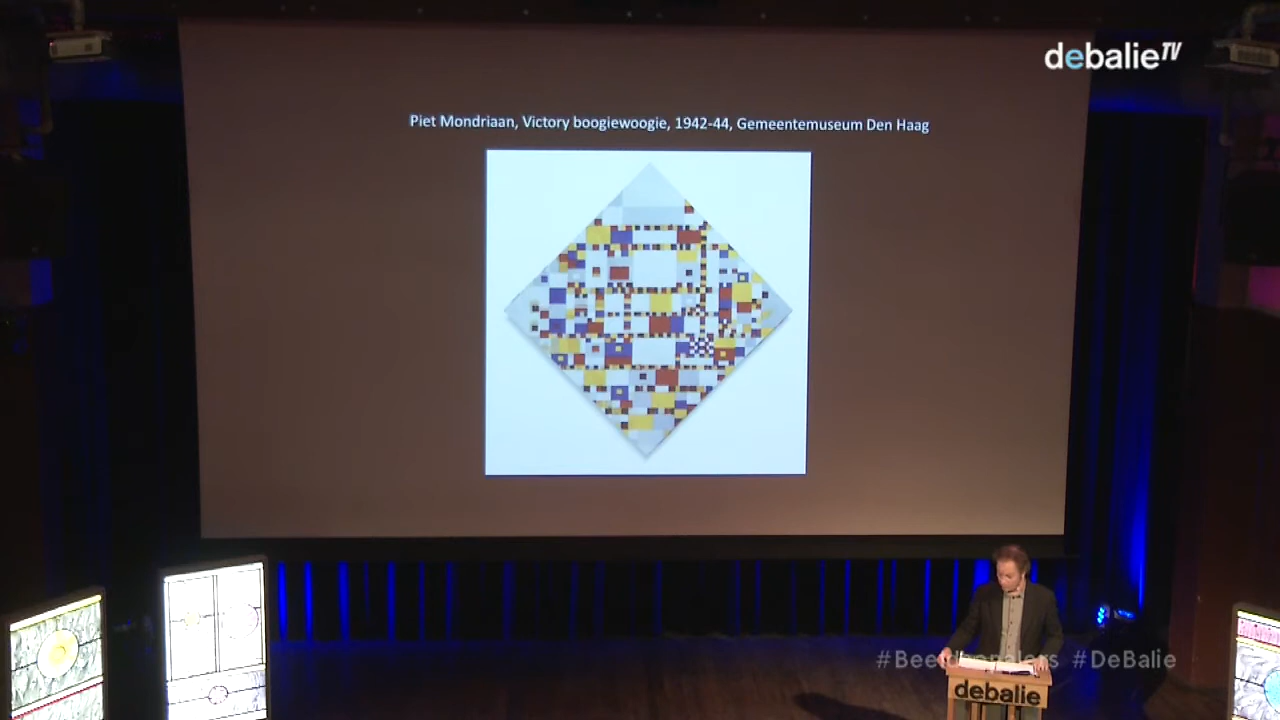 debalieTV
Piet Mondriaan, Victory boogiewoogie, 1942-44, Gemeentemuseum Den Haag
#DeBalie
debalie